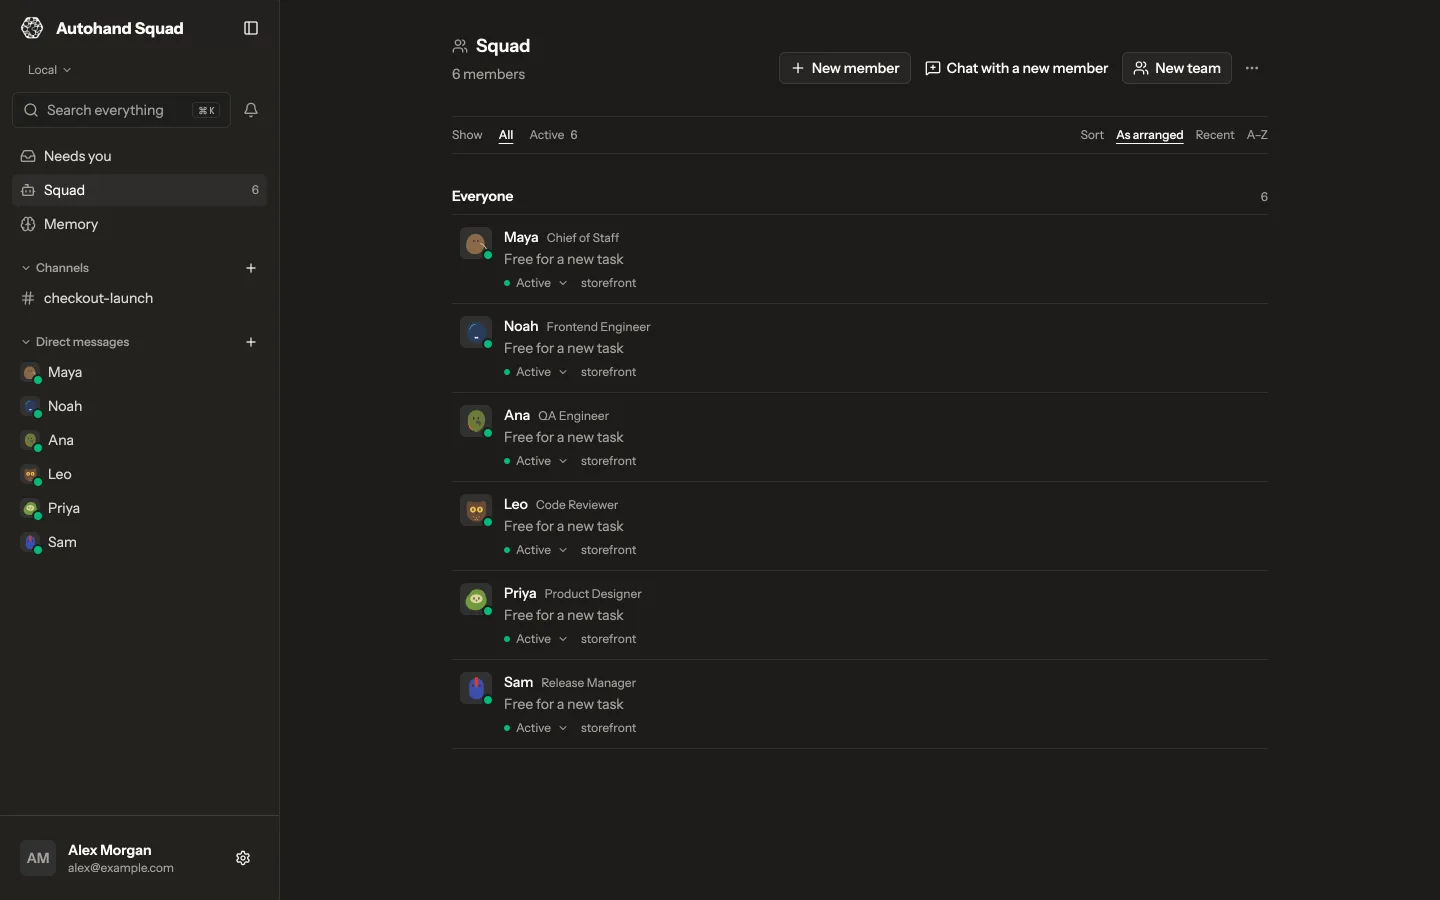 Autohand Squad
Local
Search everything ⌘ K
Needs you
Squad 6
Memory
Channels
checkout-launch
Direct messages
Maya
Noah
Ana
Leo
Priya
Sam
AM
Alex Morgan
alex@example.com
Squad
6 members
New member
Chat with a new member
New team
Show All Active 6
Sort As arranged Recent A–Z
Everyone 6
Maya Chief of Staff
Free for a new task
Active storefront
Noah Frontend Engineer
Free for a new task
Active storefront
Ana QA Engineer
Free for a new task
Active storefront
Leo Code Reviewer
Free for a new task
Active storefront
Priya Product Designer
Free for a new task
Active storefront
Sam Release Manager
Free for a new task
Active storefront